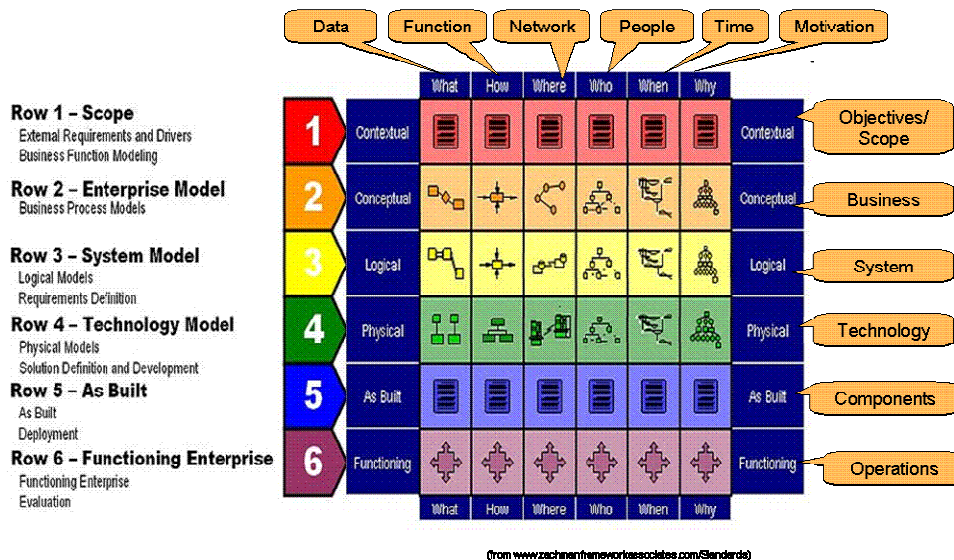 Data
Function
Network
People
Time
Motivation
What
How
Where
Who
When
Why
Row 1 – Scope
External Requirements and Drivers
Business Function Modeling
1
Contextual
Contextual
Objectives/
Scope
Row 2 – Enterprise Model
Business Process Models
2
Conceptual
Conceptual
Business
Row 3 – System Model
Logical Models
Requirements Definition
3
Logical
Logical
System
Row 4 – Technology Model
Physical Models
Solution Definition and Development
4
Physical
Physical
Technology
Row 5 – As Built
As Built
Deployment
5
As Built
As Built
Components
Row 6 – Functioning Enterprise
Functioning Enterprise
Evaluation
6
Functioning
Functioning
Operations
What
How
Where
Who
When
Why
(from www.zachmanframeworkassociates.com/Standards)